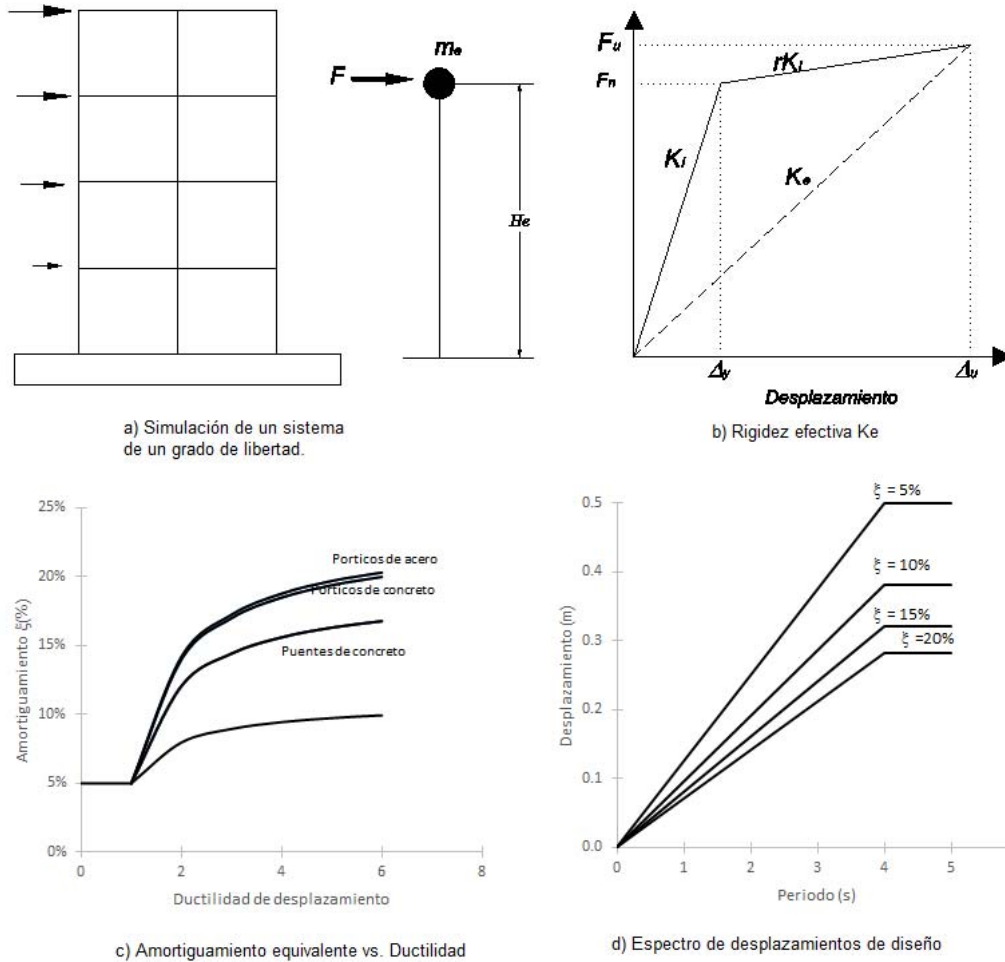 F
me
He
a) Simulación de un sistema
de un grado de libertad.
Fu
Fn
rKi
Ki
Ke
Δy
Δu
Desplazamiento
b) Rigidez efectiva Ke
25%
20%
15%
10%
5%
0%
Amortiguamiento ξ(%)
Porticos de acero
Porticos de concreto
Puentes de concreto
0
2
4
6
8
Ductilidad de desplazamiento
c) Amortiguamiento equivalente vs. Ductilidad
0.5
0.4
0.3
0.2
0.1
0.0
Desplazamiento (m)
ξ = 5%
ξ = 10%
ξ = 15%
ξ =20%
0
1
2
3
4
5
Periodo (s)
d) Espectro de desplazamientos de diseño